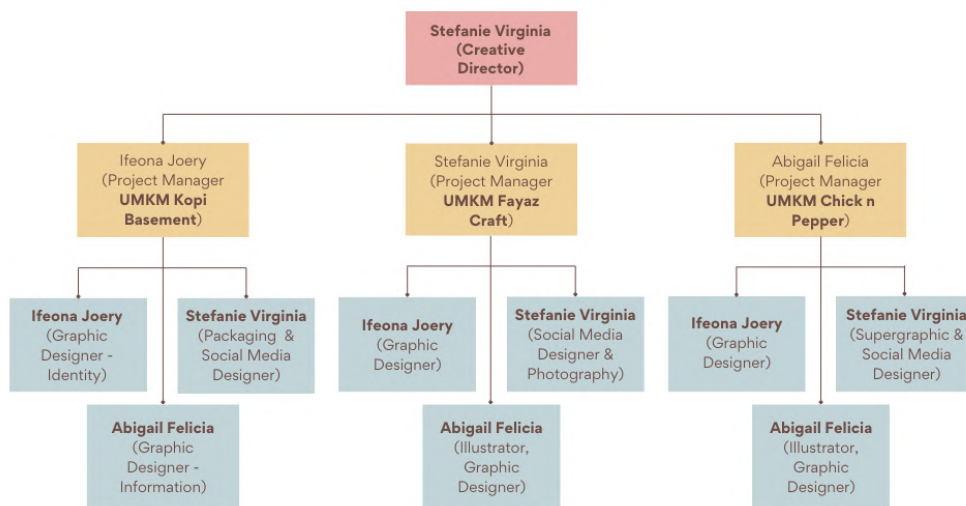 Stefanie Virginia
(Creative
Director)
Ifeona Joery
(Project Manager
UMKM Kopi
Basement)
Stefanie Virginia
(Project Manager
UMKM Fayaz
Craft)
Abigail Felicia
(Project Manager
UMKM Chick n
Pepper)
Ifeona Joery
(Graphic
Designer -
Identity)
Stefanie Virginia
(Packaging &
Social Media
Designer)
Abigail Felicia
(Graphic
Designer -
Information)
Ifeona Joery
(Graphic
Designer)
Stefanie Virginia
(Social Media
Designer &
Photography)
Abigail Felicia
(Illustrator,
Graphic
Designer)
Ifeona Joery
(Graphic
Designer)
Stefanie Virginia
(Supergraphic &
Social Media
Designer)
Abigail Felicia
(Illustrator,
Graphic
Designer)